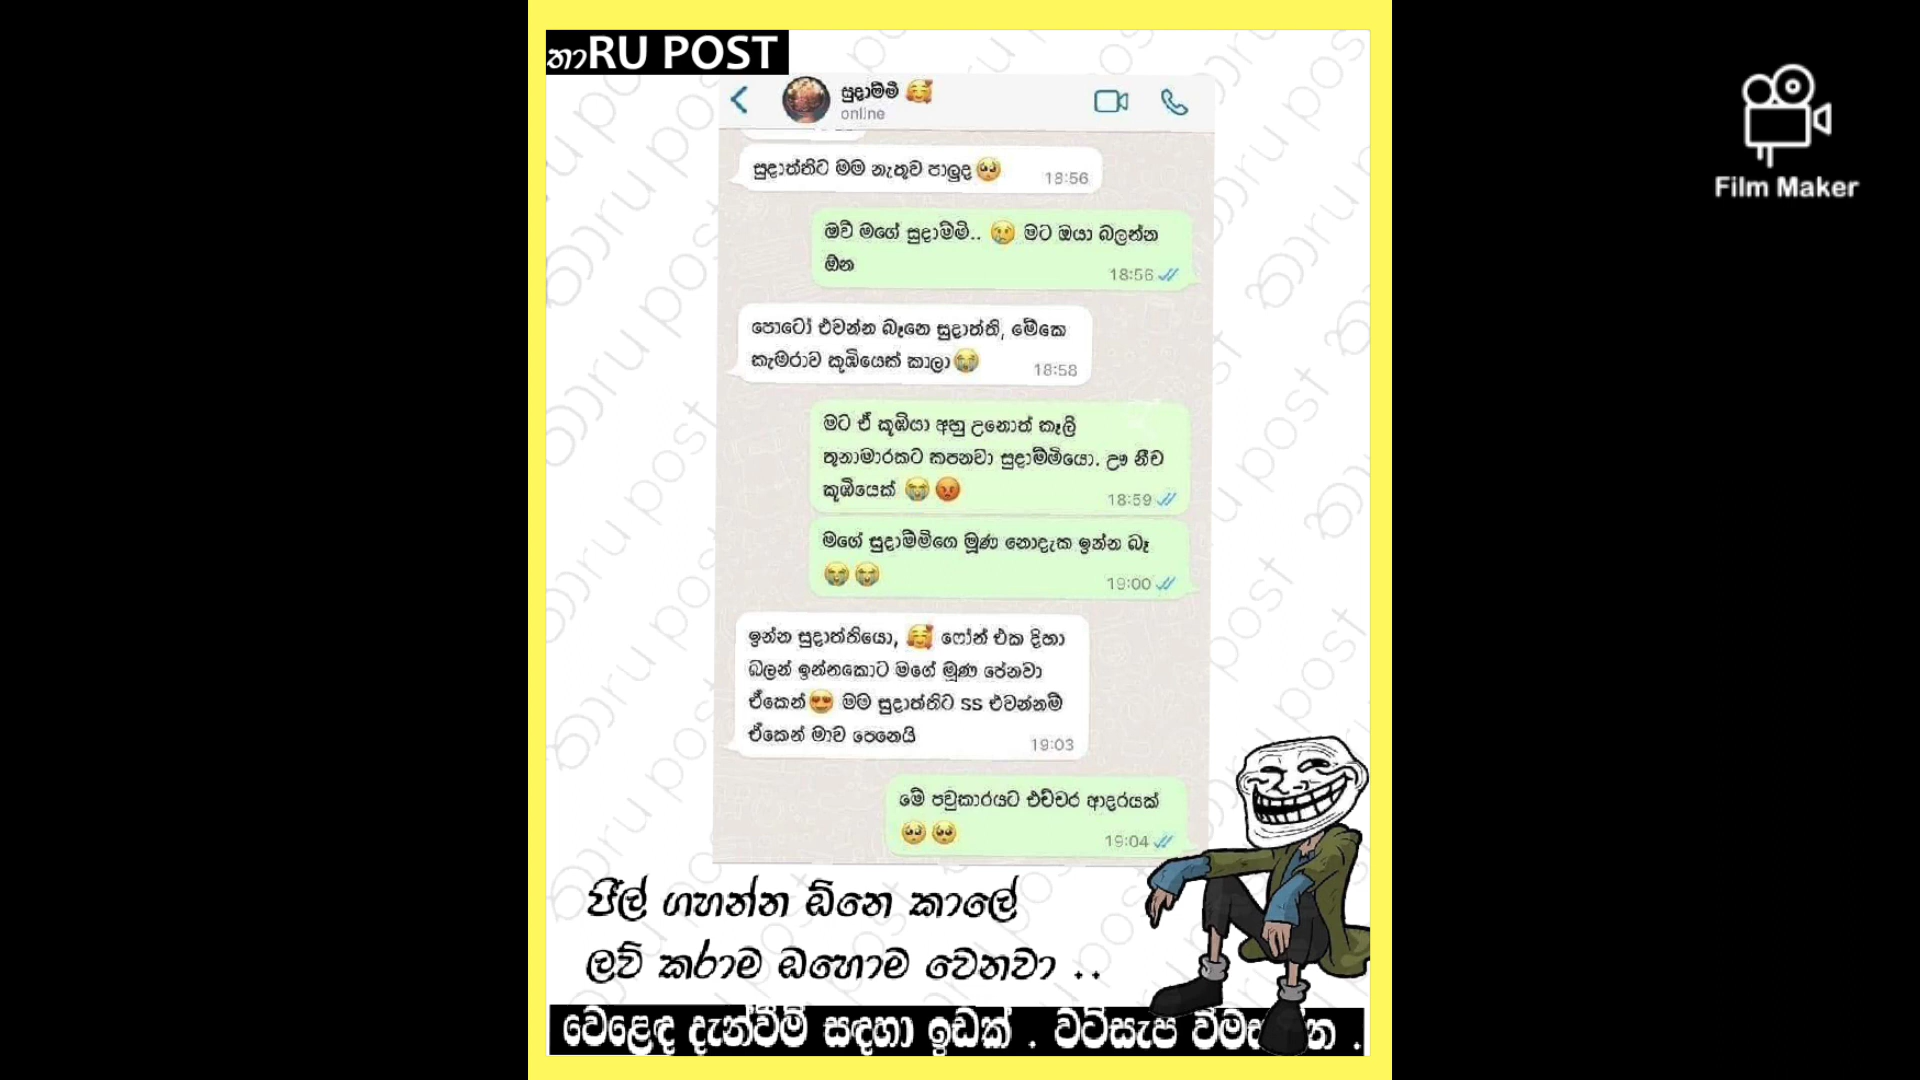 තාRU POST
Film Maker
සුදාම්මී 🥰
online
සුදාත්තිට මම නැතුව පාලුද 🥺
18:56
ඔව් මගේ සුදාම්මි.. 😢 මට ඔයා බලන්න
ඕන
18:56
පොටෝ එවන්න බෑනෙ සුදාත්ති, මේකෙ
කැමරාව කූඹියෙක් කාලා 😭
18:58
මට ඒ කූඹියා අහු උනොත් කෑලි
තුනාමාරකට කපනවා සුදාම්මියො. ඌ නීච
කූඹියෙක් 😭 😡
18:59
මගේ සුදාම්මිගෙ මූණ නොදැක ඉන්න බෑ
😭 😭
19:00
ඉන්න සුදාත්තියො, 🥰 ෆෝන් එක දිහා
බලන් ඉන්නකොට මගේ මූණ පේනවා
ඒකෙන් 😍 මම සුදාත්තිට ss එවන්නම්
ඒකෙන් මාව පෙනෙයි
19:03
මේ පව්කාරයට එච්චර ආදරයක්
🥺 🥺
19:04
ජිල් ගහන්න ඕනෙ කාලේ
ලව් කරාම ඔහොම වෙනවා ..
වෙළෙඳ දැන්වීම් සඳහා ඉඩක් . වට්සැප්
post